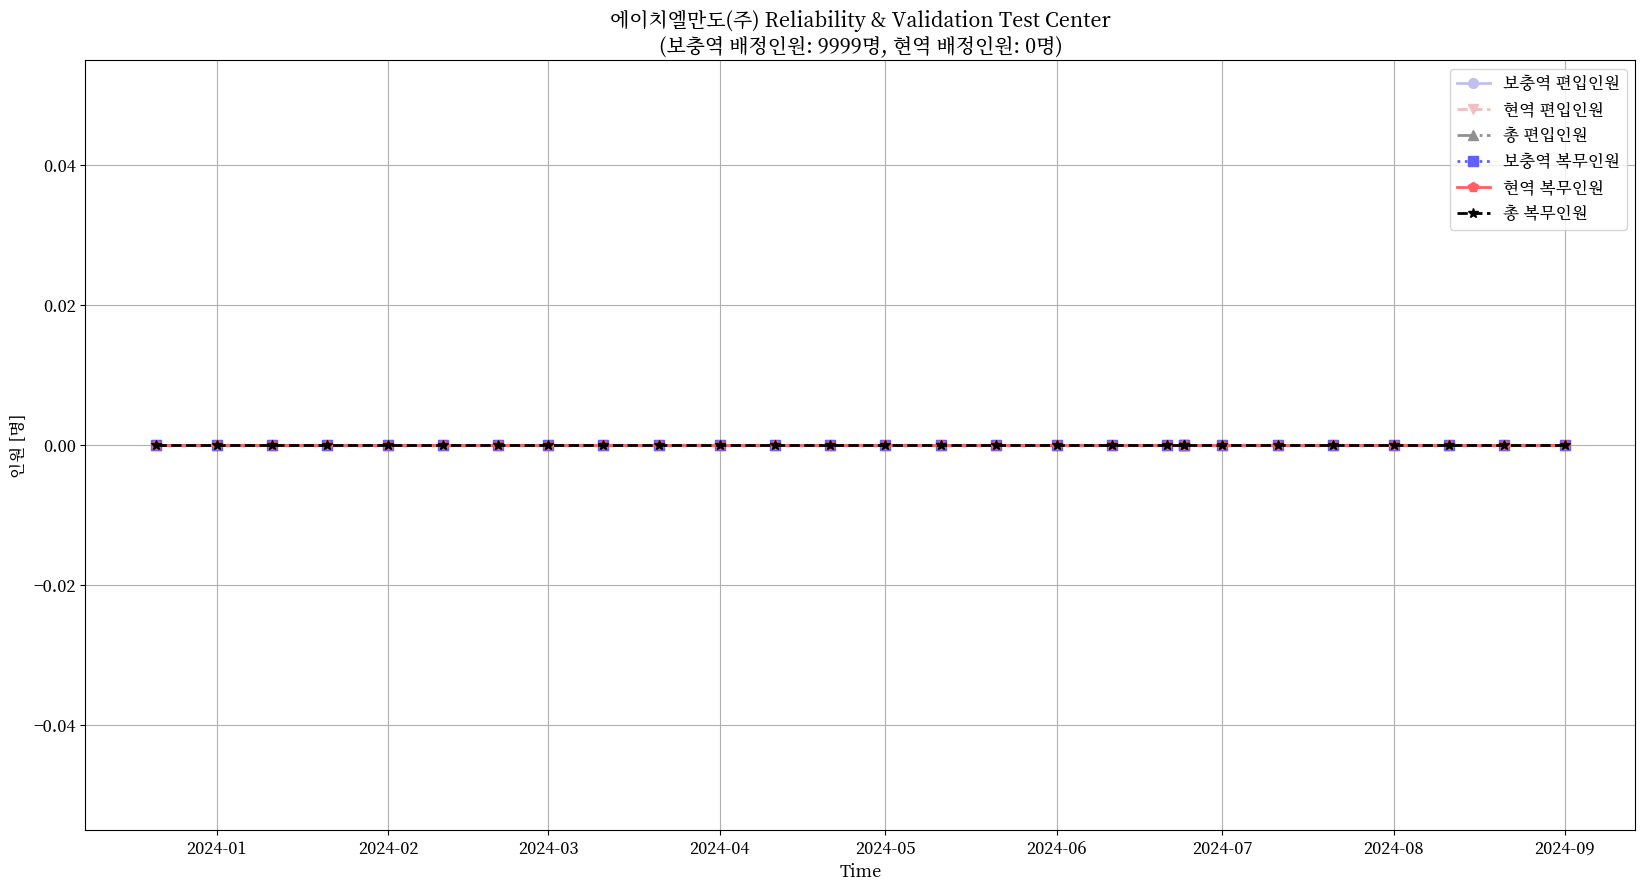 에이치엘만도(주) Reliability & Validation Test Center
(보충역 배정인원: 9999명, 현역 배정인원: 0명)
보충역 편입인원
현역 편입인원
총 편입인원
보충역 복무인원
현역 복무인원
총 복무인원
0.04
0.02
0.00
−0.02
−0.04
인원 [명]
2024-01 2024-02 2024-03 2024-04 2024-05 2024-06 2024-07 2024-08 2024-09
Time